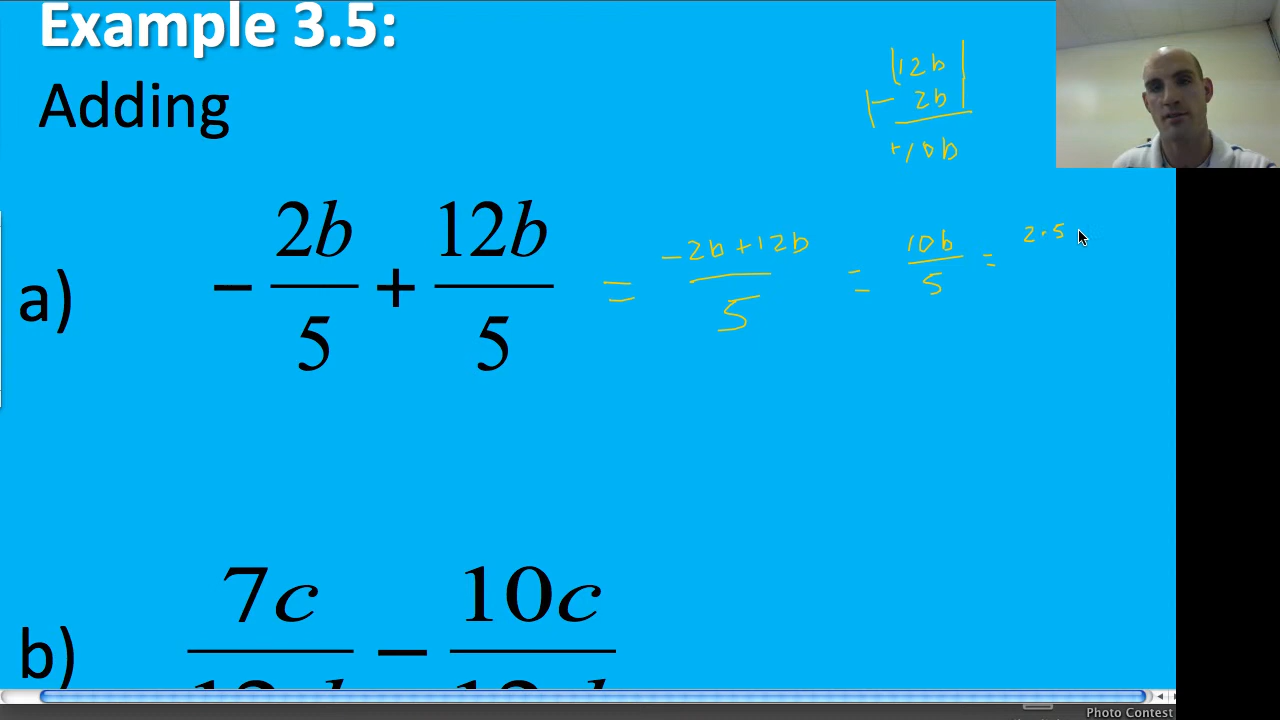 Example 3.5:
Adding
|12b|
|- 2b|
+10b
a) - 2b/5 + 12b/5 = -2b+12b/5 = 10b/5 = 2·5
b) 7c/ - 10c/
Photo Contest